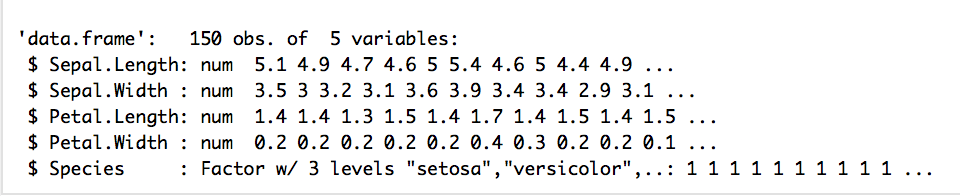 'data.frame':   150 obs. of  5 variables:
 $ Sepal.Length: num  5.1 4.9 4.7 4.6 5 5.4 4.6 5 4.4 4.9 ...
 $ Sepal.Width : num  3.5 3 3.2 3.1 3.6 3.9 3.4 3.4 2.9 3.1 ...
 $ Petal.Length: num  1.4 1.4 1.3 1.5 1.4 1.7 1.4 1.5 1.4 1.5 ...
 $ Petal.Width : num  0.2 0.2 0.2 0.2 0.2 0.4 0.3 0.2 0.2 0.1 ...
 $ Species     : Factor w/ 3 levels "setosa","versicolor",..: 1 1 1 1 1 1 1 1 1 1 ...